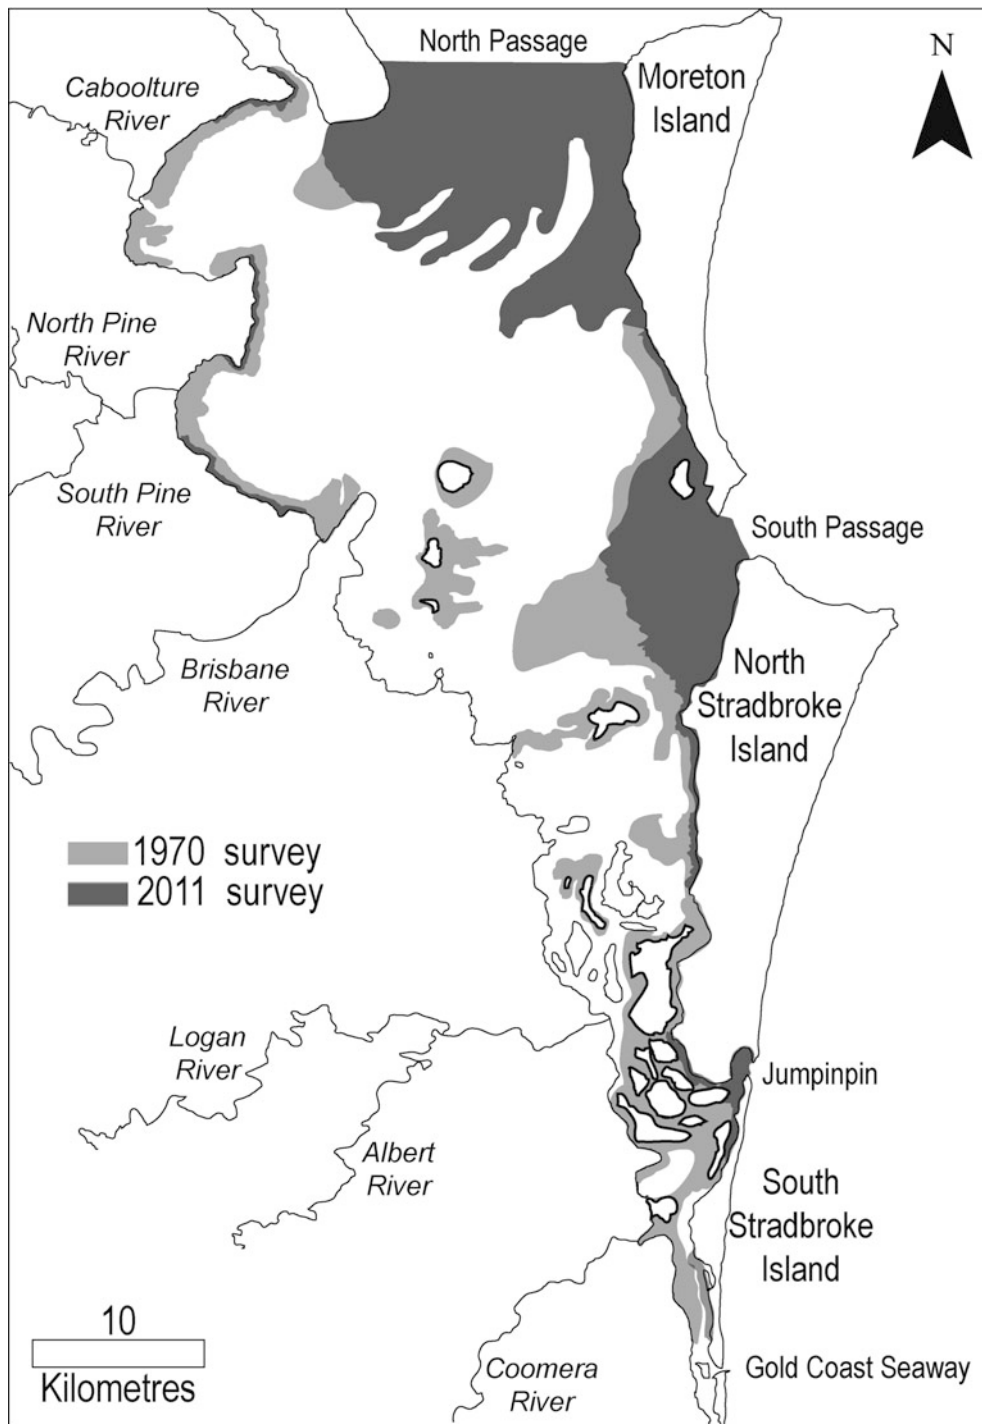 North Passage
N
Moreton
Island
Caboolture
River
North Pine
River
South Pine
River
South Passage
Brisbane
River
North
Stradbroke
Island
1970 survey
2011 survey
Logan
River
Jumpinpin
Albert
River
South
Stradbroke
Island
10
Kilometres
Coomera
River
Gold Coast Seaway